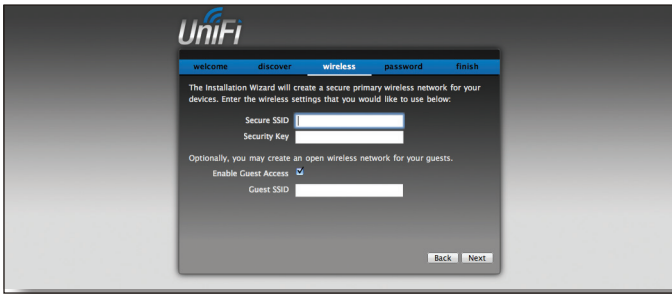 UniFi
welcome discover wireless password finish
The Installation Wizard will create a secure primary wireless network for your
devices. Enter the wireless settings that you would like to use below:
Secure SSID
Security Key
Optionally, you may create an open wireless network for your guests.
Enable Guest Access
Guest SSID
Back Next